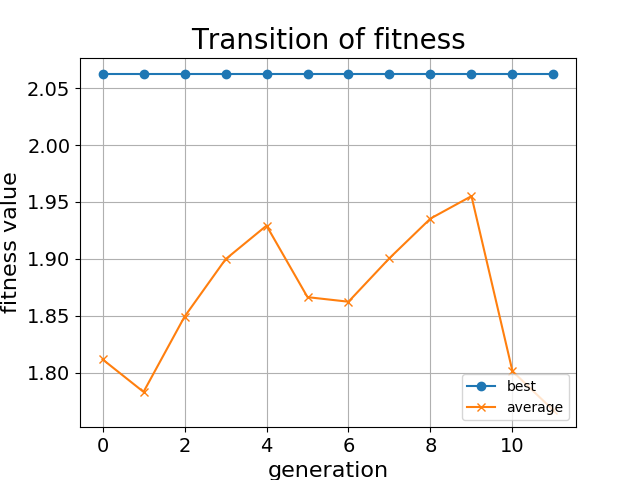 Transition of fitness
fitness value
2.05
2.00
1.95
1.90
1.85
1.80
0 2 4 6 8 10
generation
best
average